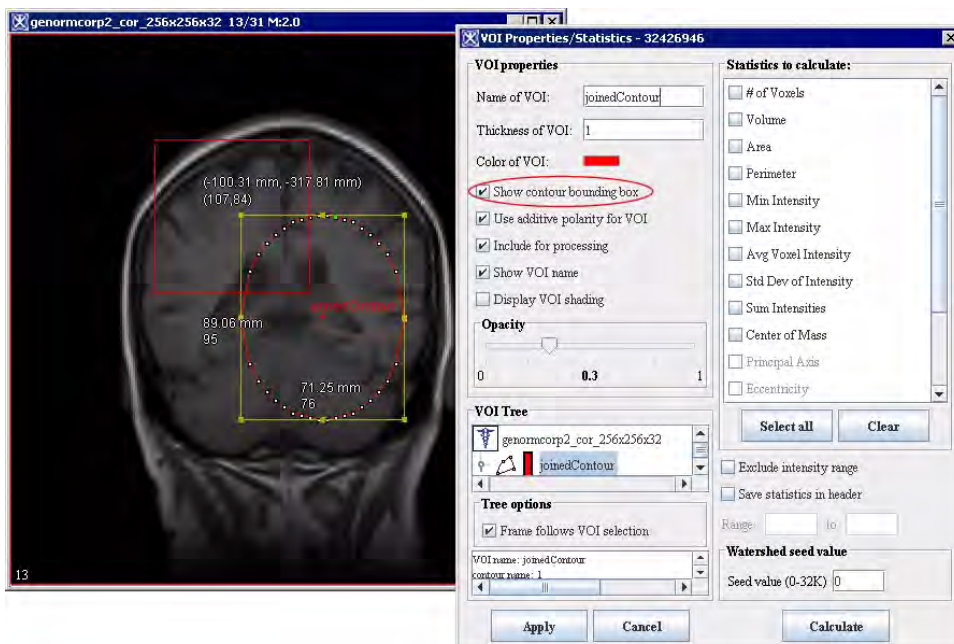 genormcorp2_cor_256x256x32 13/31 M:2.0
(-100.31 mm, -317.81 mm)
(107,84)
joinedContour
89.06 mm
95
71.25 mm
76
13
VOI Properties/Statistics - 32426946
VOI properties
Name of VOI: joinedContour
Thickness of VOI: 1
Color of VOI:
Show contour bounding box
Use additive polarity for VOI
Include for processing
Show VOI name
Display VOI shading
Opacity
0 0.3 1
VOI Tree
genormcorp2_cor_256x256x32
joinedContour
Tree options
Frame follows VOI selection
VOI name: joinedContour
contour name: 1
Apply Cancel
Statistics to calculate:
# of Voxels
Volume
Area
Perimeter
Min Intensity
Max Intensity
Avg Voxel Intensity
Std Dev of Intensity
Sum Intensities
Center of Mass
Principal Axis
Eccentricity
Select all Clear
Exclude intensity range
Save statistics in header
Range: to
Watershed seed value
Seed value (0-32K) 0
Calculate